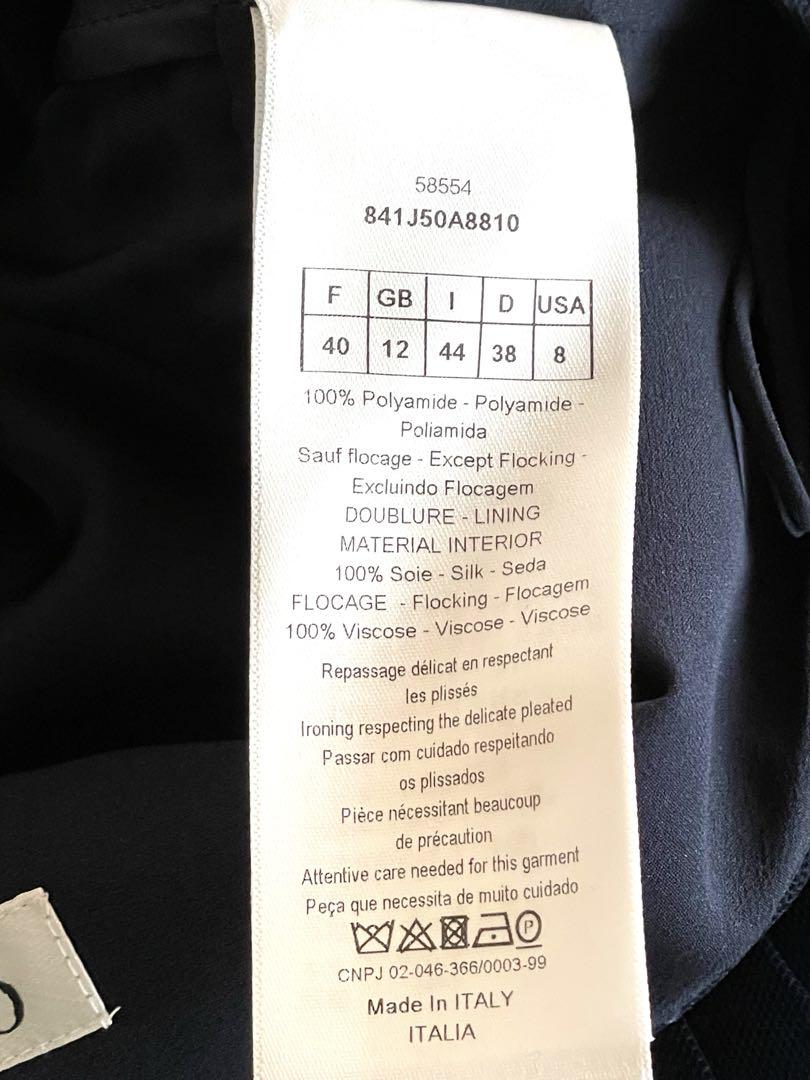 58554
841J50A8810
F GB I D USA
40 12 44 38 8
100% Polyamide - Polyamide -
Poliamida
Sauf flocage - Except Flocking -
Excluindo Flocagem
DOUBLURE - LINING
MATERIAL INTERIOR
100% Soie - Silk - Seda
FLOCAGE - Flocking - Flocagem
100% Viscose - Viscose - Viscose
Repassage délicat en respectant
les plissés
Ironing respecting the delicate pleated
Passar com cuidado respeitando
os plissados
Pièce nécessitant beaucoup
de précaution
Attentive care needed for this garment
Peça que necessita de muito cuidado
P
CNPJ 02-046-366/0003-99
Made In ITALY
ITALIA